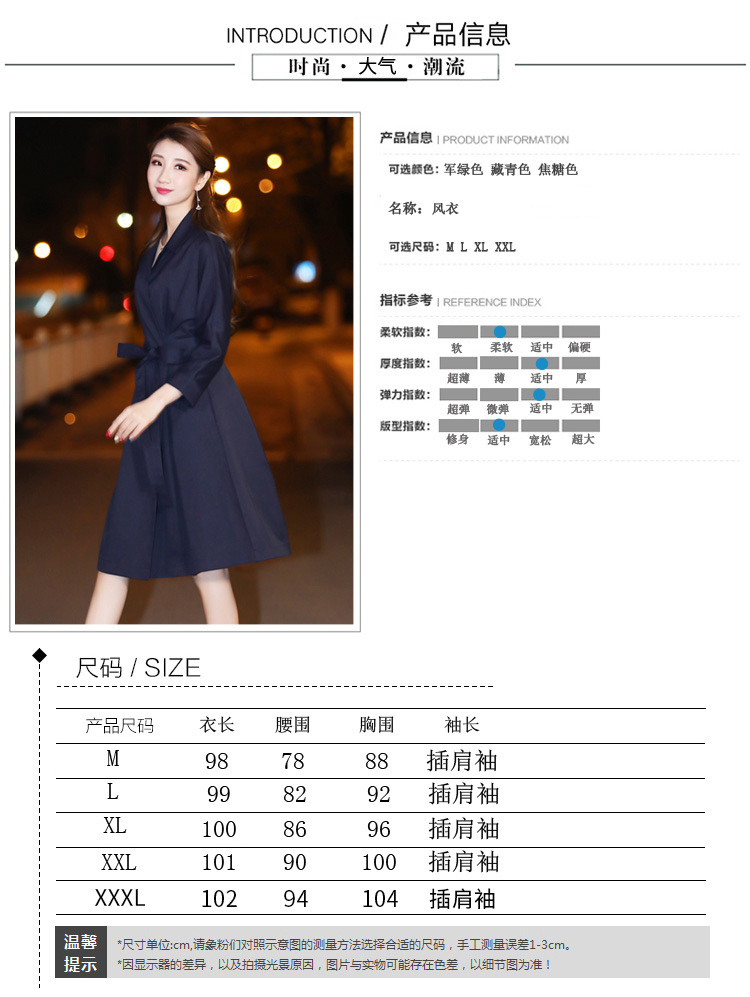 INTRODUCTION / 产品信息
时尚 · 大气 · 潮流
产品信息 | PRODUCT INFORMATION
可选颜色: 军绿色 藏青色 焦糖色
名称: 风衣
可选尺码: M L XL XXL
指标参考 | REFERENCE INDEX
柔软指数:
软 柔软 适中 偏硬
厚度指数:
超薄 薄 适中 厚
弹力指数:
超弹 微弹 适中 无弹
版型指数:
修身 适中 宽松 超大
尺码 / SIZE
产品尺码 衣长 腰围 胸围 袖长
M 98 78 88 插肩袖
L 99 82 92 插肩袖
XL 100 86 96 插肩袖
XXL 101 90 100 插肩袖
XXXL 102 94 104 插肩袖
温馨
提示
*尺寸单位:cm,请象粉们对照示意图的测量方法选择合适的尺码，手工测量误差1-3cm。
*因显示器的差异，以及拍摄光景原因，图片与实物可能存在色差，以细节图为准！